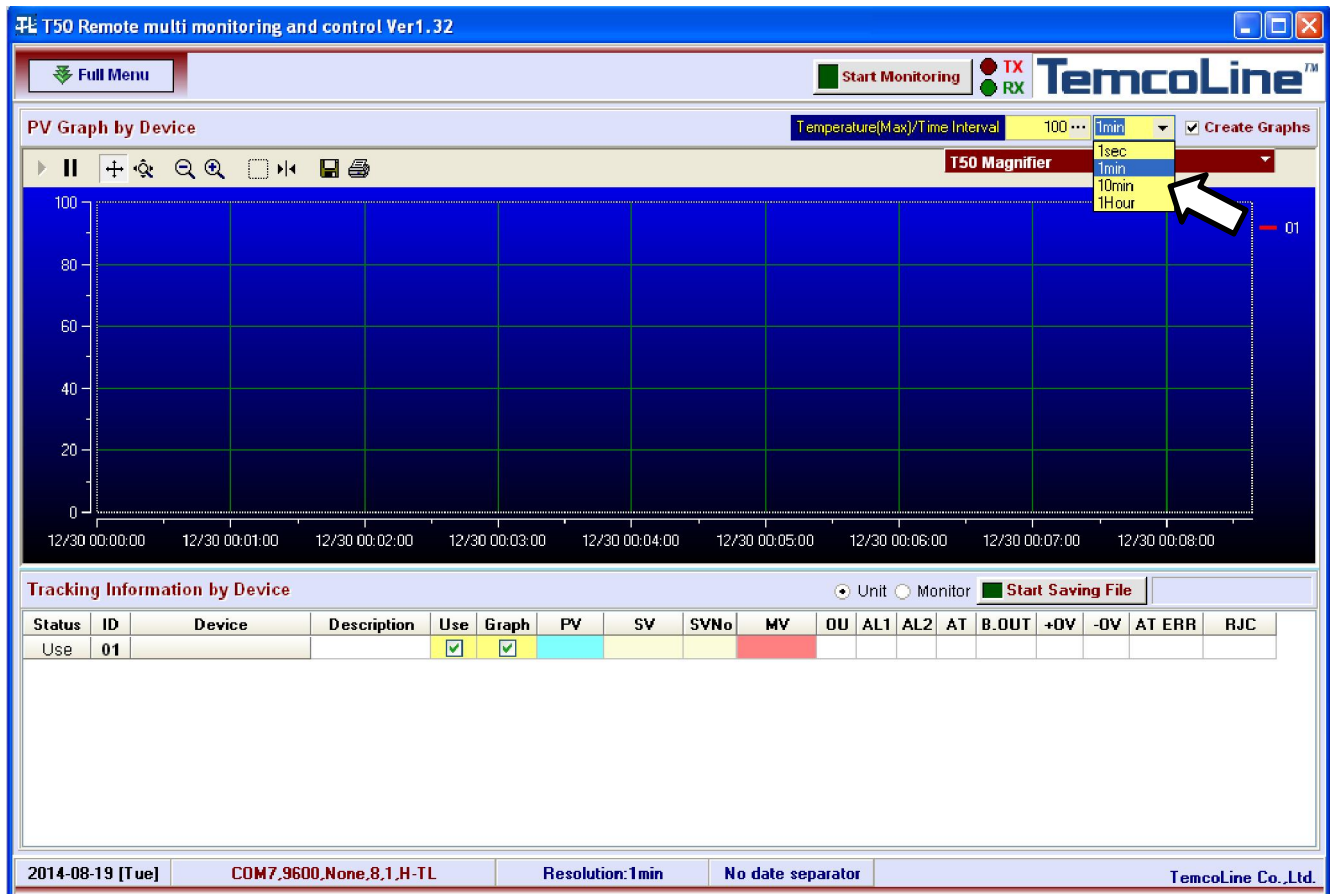 T50 Remote multi monitoring and control Ver1.32
Full Menu
Start Monitoring
TX
RX
TemcoLine™
PV Graph by Device
Temperature(Max)/Time Interval 100 ... 1min Create Graphs
1sec
1min
10min
1Hour
T50 Magnifier
100
80
60
40
20
0
01
12/30 00:00:00 12/30 00:01:00 12/30 00:02:00 12/30 00:03:00 12/30 00:04:00 12/30 00:05:00 12/30 00:06:00 12/30 00:07:00 12/30 00:08:00
Tracking Information by Device
Unit Monitor Start Saving File
Status ID Device Description Use Graph PV SV SVNo MV OU AL1 AL2 AT B.OUT +OV -OV AT ERR RJC
Use 01
2014-08-19 [Tue] COM7,9600,None,8,1,H-TL Resolution:1min No date separator TemcoLine Co.,Ltd.